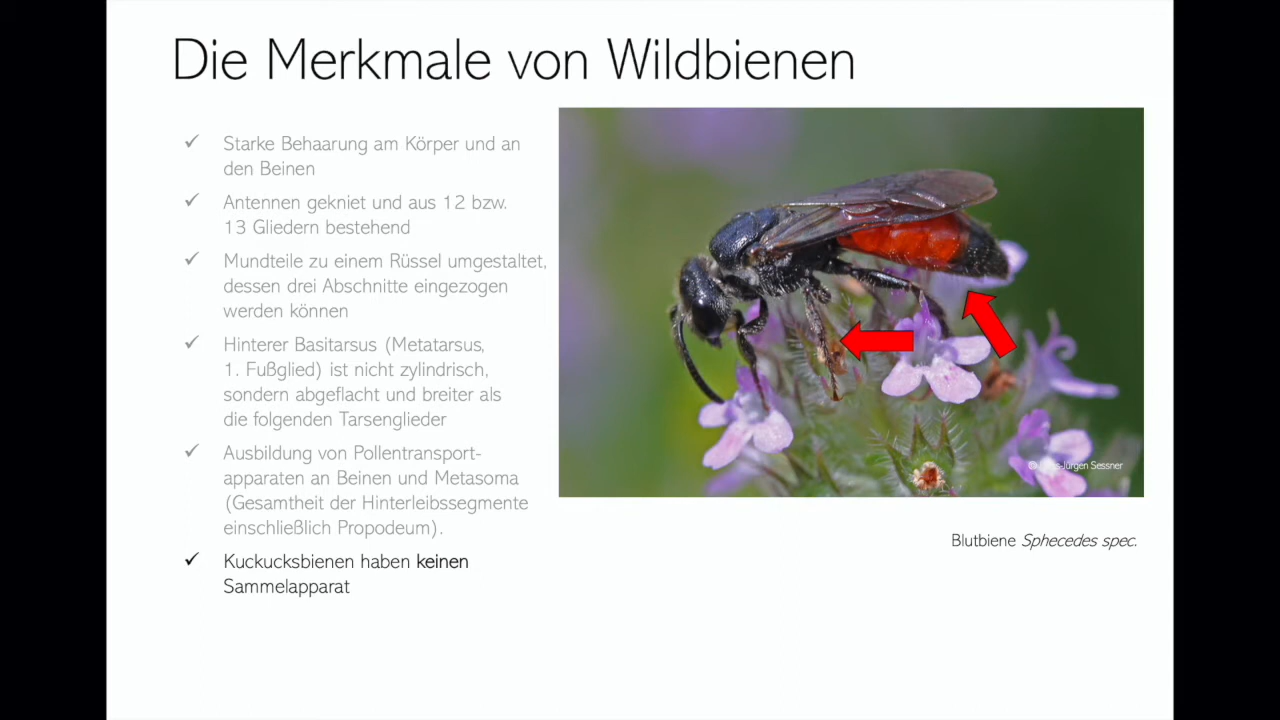 Die Merkmale von Wildbienen
✓ Starke Behaarung am Körper und an
den Beinen
✓ Antennen gekniet und aus 12 bzw.
13 Gliedern bestehend
✓ Mundteile zu einem Rüssel umgestaltet,
dessen drei Abschnitte eingezogen
werden können
✓ Hinterer Basitarsus (Metatarsus,
1. Fußglied) ist nicht zylindrisch,
sondern abgeflacht und breiter als
die folgenden Tarsenglieder
✓ Ausbildung von Pollentransport-
apparaten an Beinen und Metasoma
(Gesamtheit der Hinterleibssegmente
einschließlich Propodeum).
✓ Kuckucksbienen haben keinen
Sammelapparat
© Jürgen Sessner
Blutbiene Sphecedes spec.